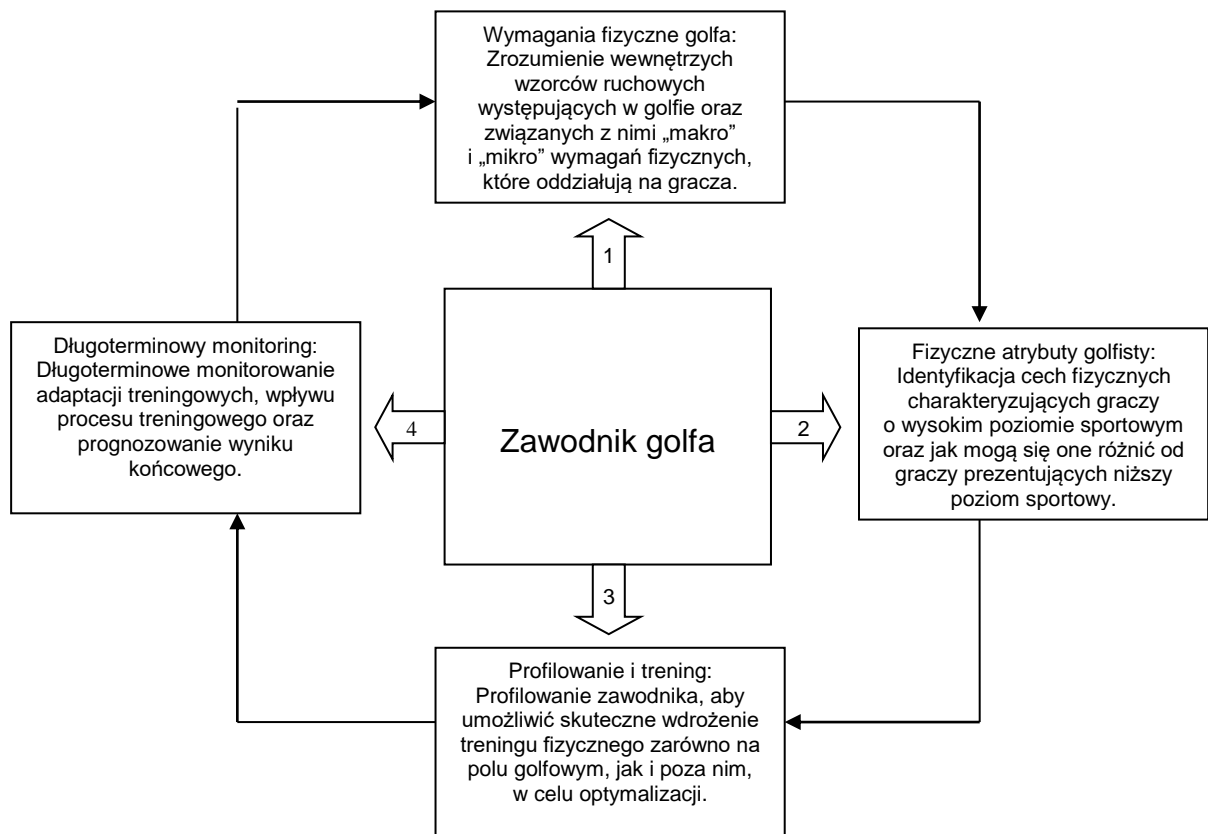 Wymagania fizyczne golfa:
Zrozumienie wewnętrzych
wzorców ruchowych
występujących w golfie oraz
związanych z nimi „makro”
i „mikro” wymagań fizycznych,
które oddziałują na gracza.
1
Długoterminowy monitoring:
Długoterminowe monitorowanie
adaptacji treningowych, wpływu
procesu treningowego oraz
prognozowanie wyniku
końcowego.
4
Zawodnik golfa
2
Fizyczne atrybuty golfisty:
Identyfikacja cech fizycznych
charakteryzujących graczy
o wysokim poziomie sportowym
oraz jak mogą się one różnić od
graczy prezentujących niższy
poziom sportowy.
3
Profilowanie i trening:
Profilowanie zawodnika, aby
umożliwić skuteczne wdrożenie
treningu fizycznego zarówno na
polu golfowym, jak i poza nim,
w celu optymalizacji.